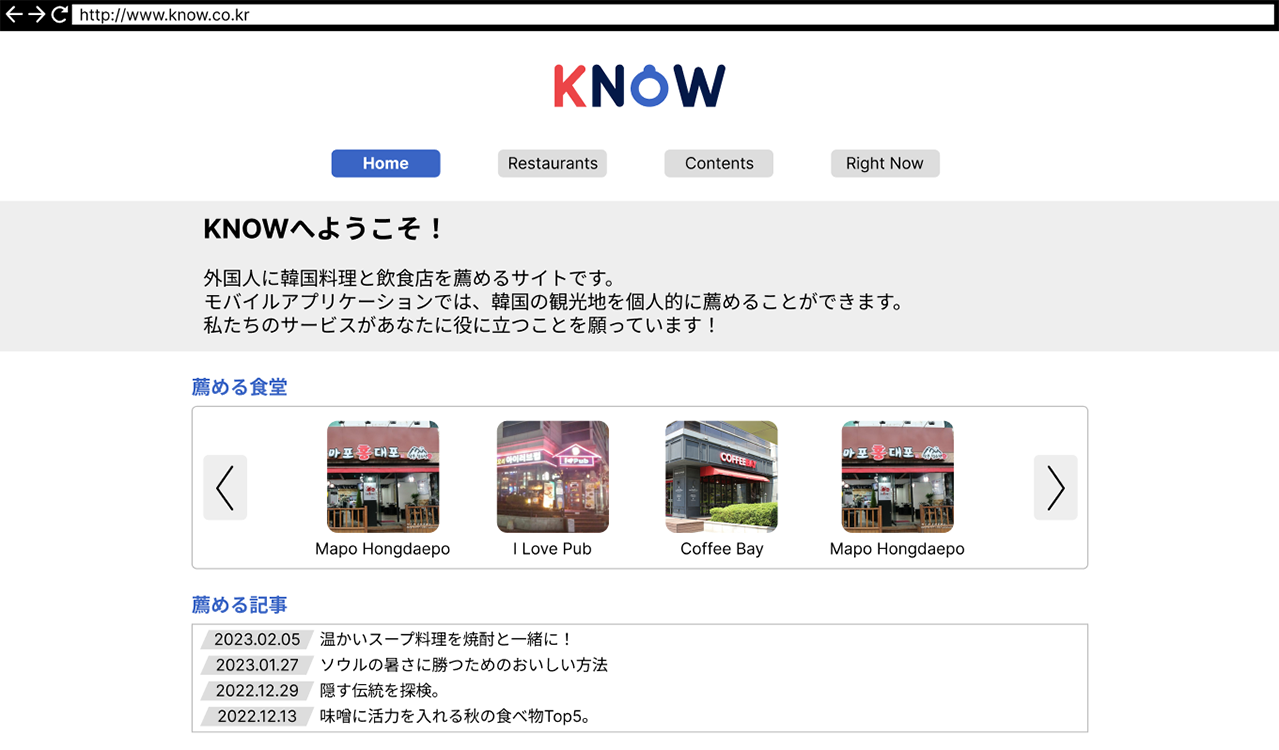 http://www.know.co.kr
KNOW
Home
Restaurants
Contents
Right Now
KNOWへようこそ！
外国人に韓国料理と飲食店を薦めるサイトです。
モバイルアプリケーションでは、韓国の観光地を個人的に薦めることができます。
私たちのサービスがあなたに役に立つことを願っています！
薦める食堂
마포 홍 대포
아이러브펍
I ♥ Pub
COFFEE BAY
마포 홍 대포
Mapo Hongdaepo
I Love Pub
Coffee Bay
Mapo Hongdaepo
薦める記事
2023.02.05 温かいスープ料理を焼酎と一緒に！
2023.01.27 ソウルの暑さに勝つためのおいしい方法
2022.12.29 隠す伝統を探検。
2022.12.13 味噌に活力を入れる秋の食べ物Top5。